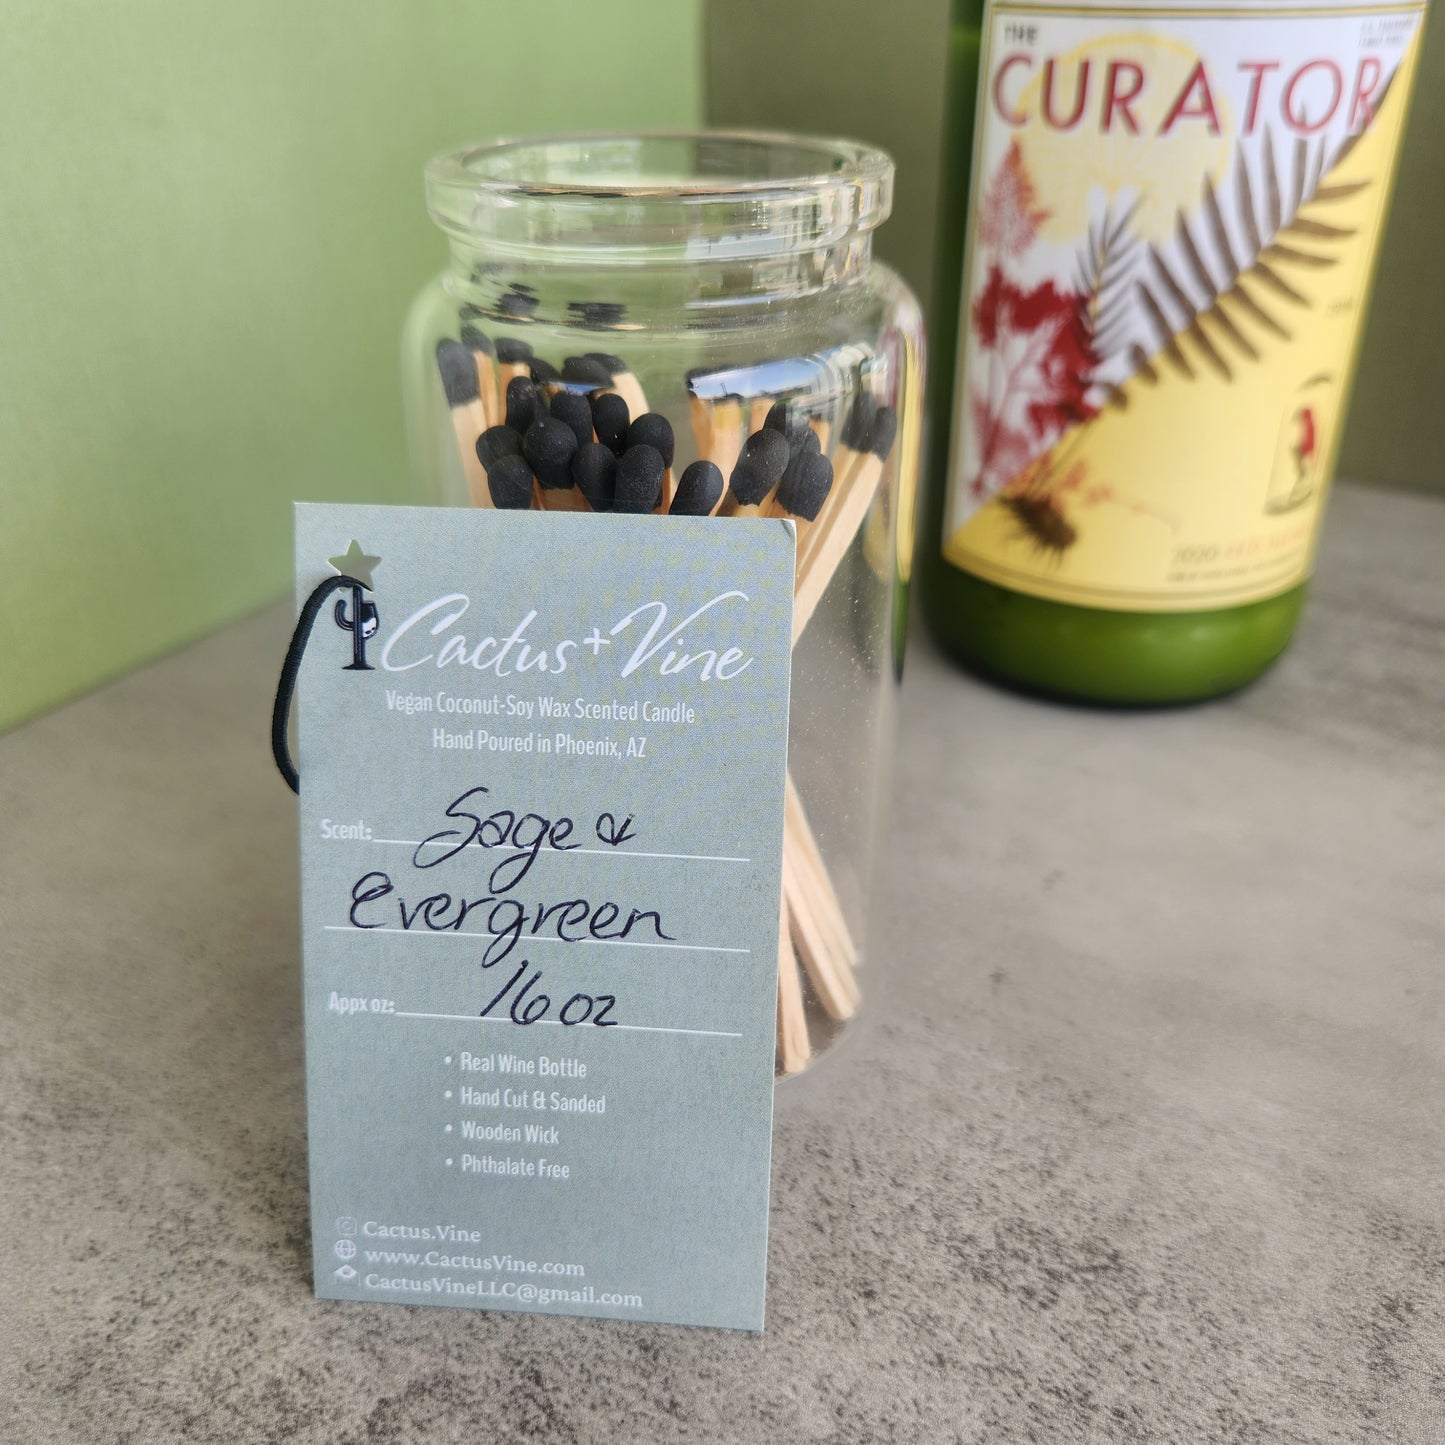 THE
CURATOR
2020
Cactus + Vine
Vegan Coconut-Soy Wax Scented Candle
Hand Poured in Phoenix, AZ
Scent: Sage &
Evergreen
Appx oz: 16 oz
• Real Wine Bottle
• Hand Cut & Sanded
• Wooden Wick
• Phthalate Free
Cactus.Vine
www.CactusVine.com
CactusVineLLC@gmail.com